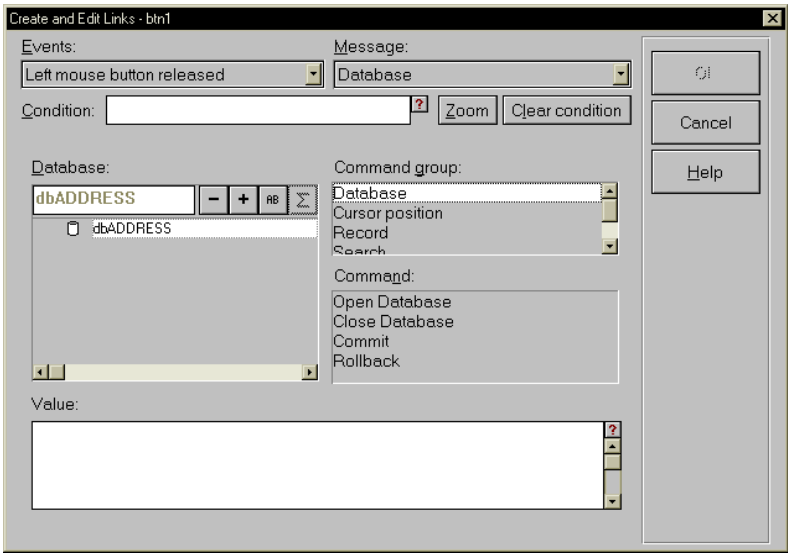 Create and Edit Links - btn1
Events:
Message:
Left mouse button released
Database
Condition:
?
Zoom
Clear condition
Cancel
Help
Database:
dbADDRESS
- + AB Σ
dbADDRESS
Command group:
Database
Cursor position
Record
Search
Command:
Open Database
Close Database
Commit
Rollback
Value:
?